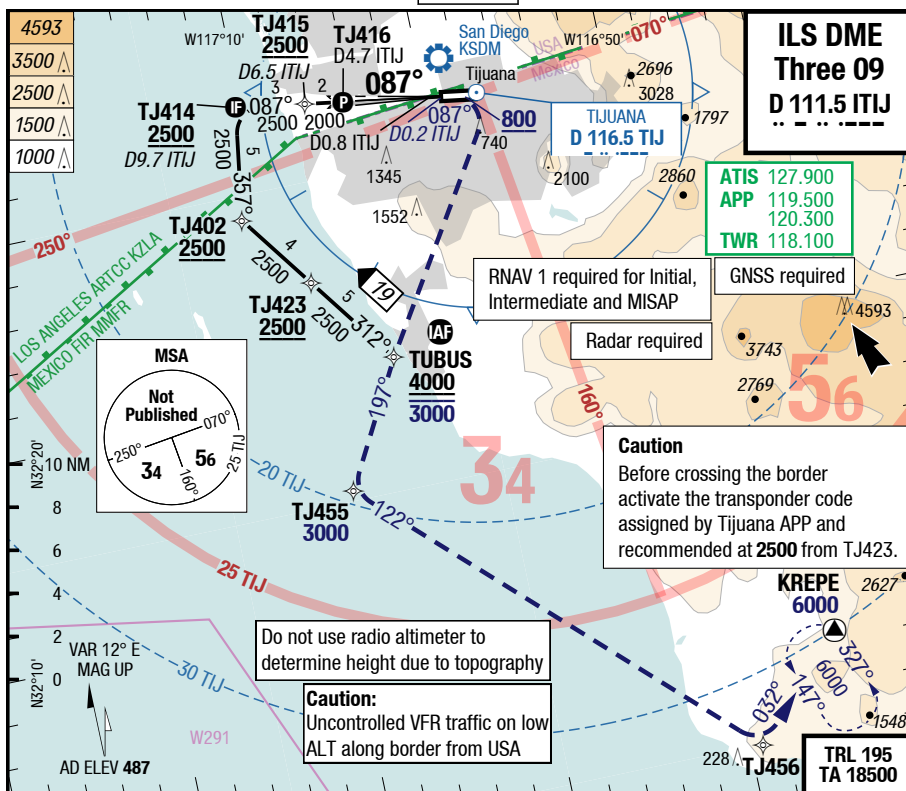 4593
3500
2500
1500
1000
W117°10'
TJ415
2500
D6.5 ITIJ
TJ416
D4.7 ITIJ
087°
San Diego
KSDM
W116°50'
USA
Mexico
070°
Tijuana
ILS DME
Three 09
D 111.5 ITIJ
TJ414
2500
D9.7 ITIJ
IF
087°
3
2
2500
2000
P
D0.8 ITIJ
087°
D0.2 ITIJ
800
740
TIJUANA
D 116.5 TIJ
2696
3028
1797
2860
2100
1345
1552
ATIS 127.900
APP 119.500
120.300
TWR 118.100
2500
5
357°
250°
TJ402
2500
4
2500
TJ423
2500
5
2500
312°
19
IAF
TUBUS
4000
3000
RNAV 1 required for Initial,
Intermediate and MISAP
GNSS required
Radar required
4593
3743
2769
56
160°
LOS ANGELES ARTCC KZLA
MEXICO FIR MMFR
MSA
Not
Published
070°
250°
160°
34
56
25 TIJ
197°
34
Caution
Before crossing the border
activate the transponder code
assigned by Tijuana APP and
recommended at 2500 from TJ423.
N32°20'
10 NM
8
6
4
2
0
N32°10'
20 TIJ
TJ455
3000
122°
25 TIJ
30 TIJ
2627
KREPE
6000
327°
6000
147°
032°
1548
VAR 12° E
MAG UP
AD ELEV 487
W291
Do not use radio altimeter to
determine height due to topography
Caution:
Uncontrolled VFR traffic on low
ALT along border from USA
228
TJ456
TRL 195
TA 18500